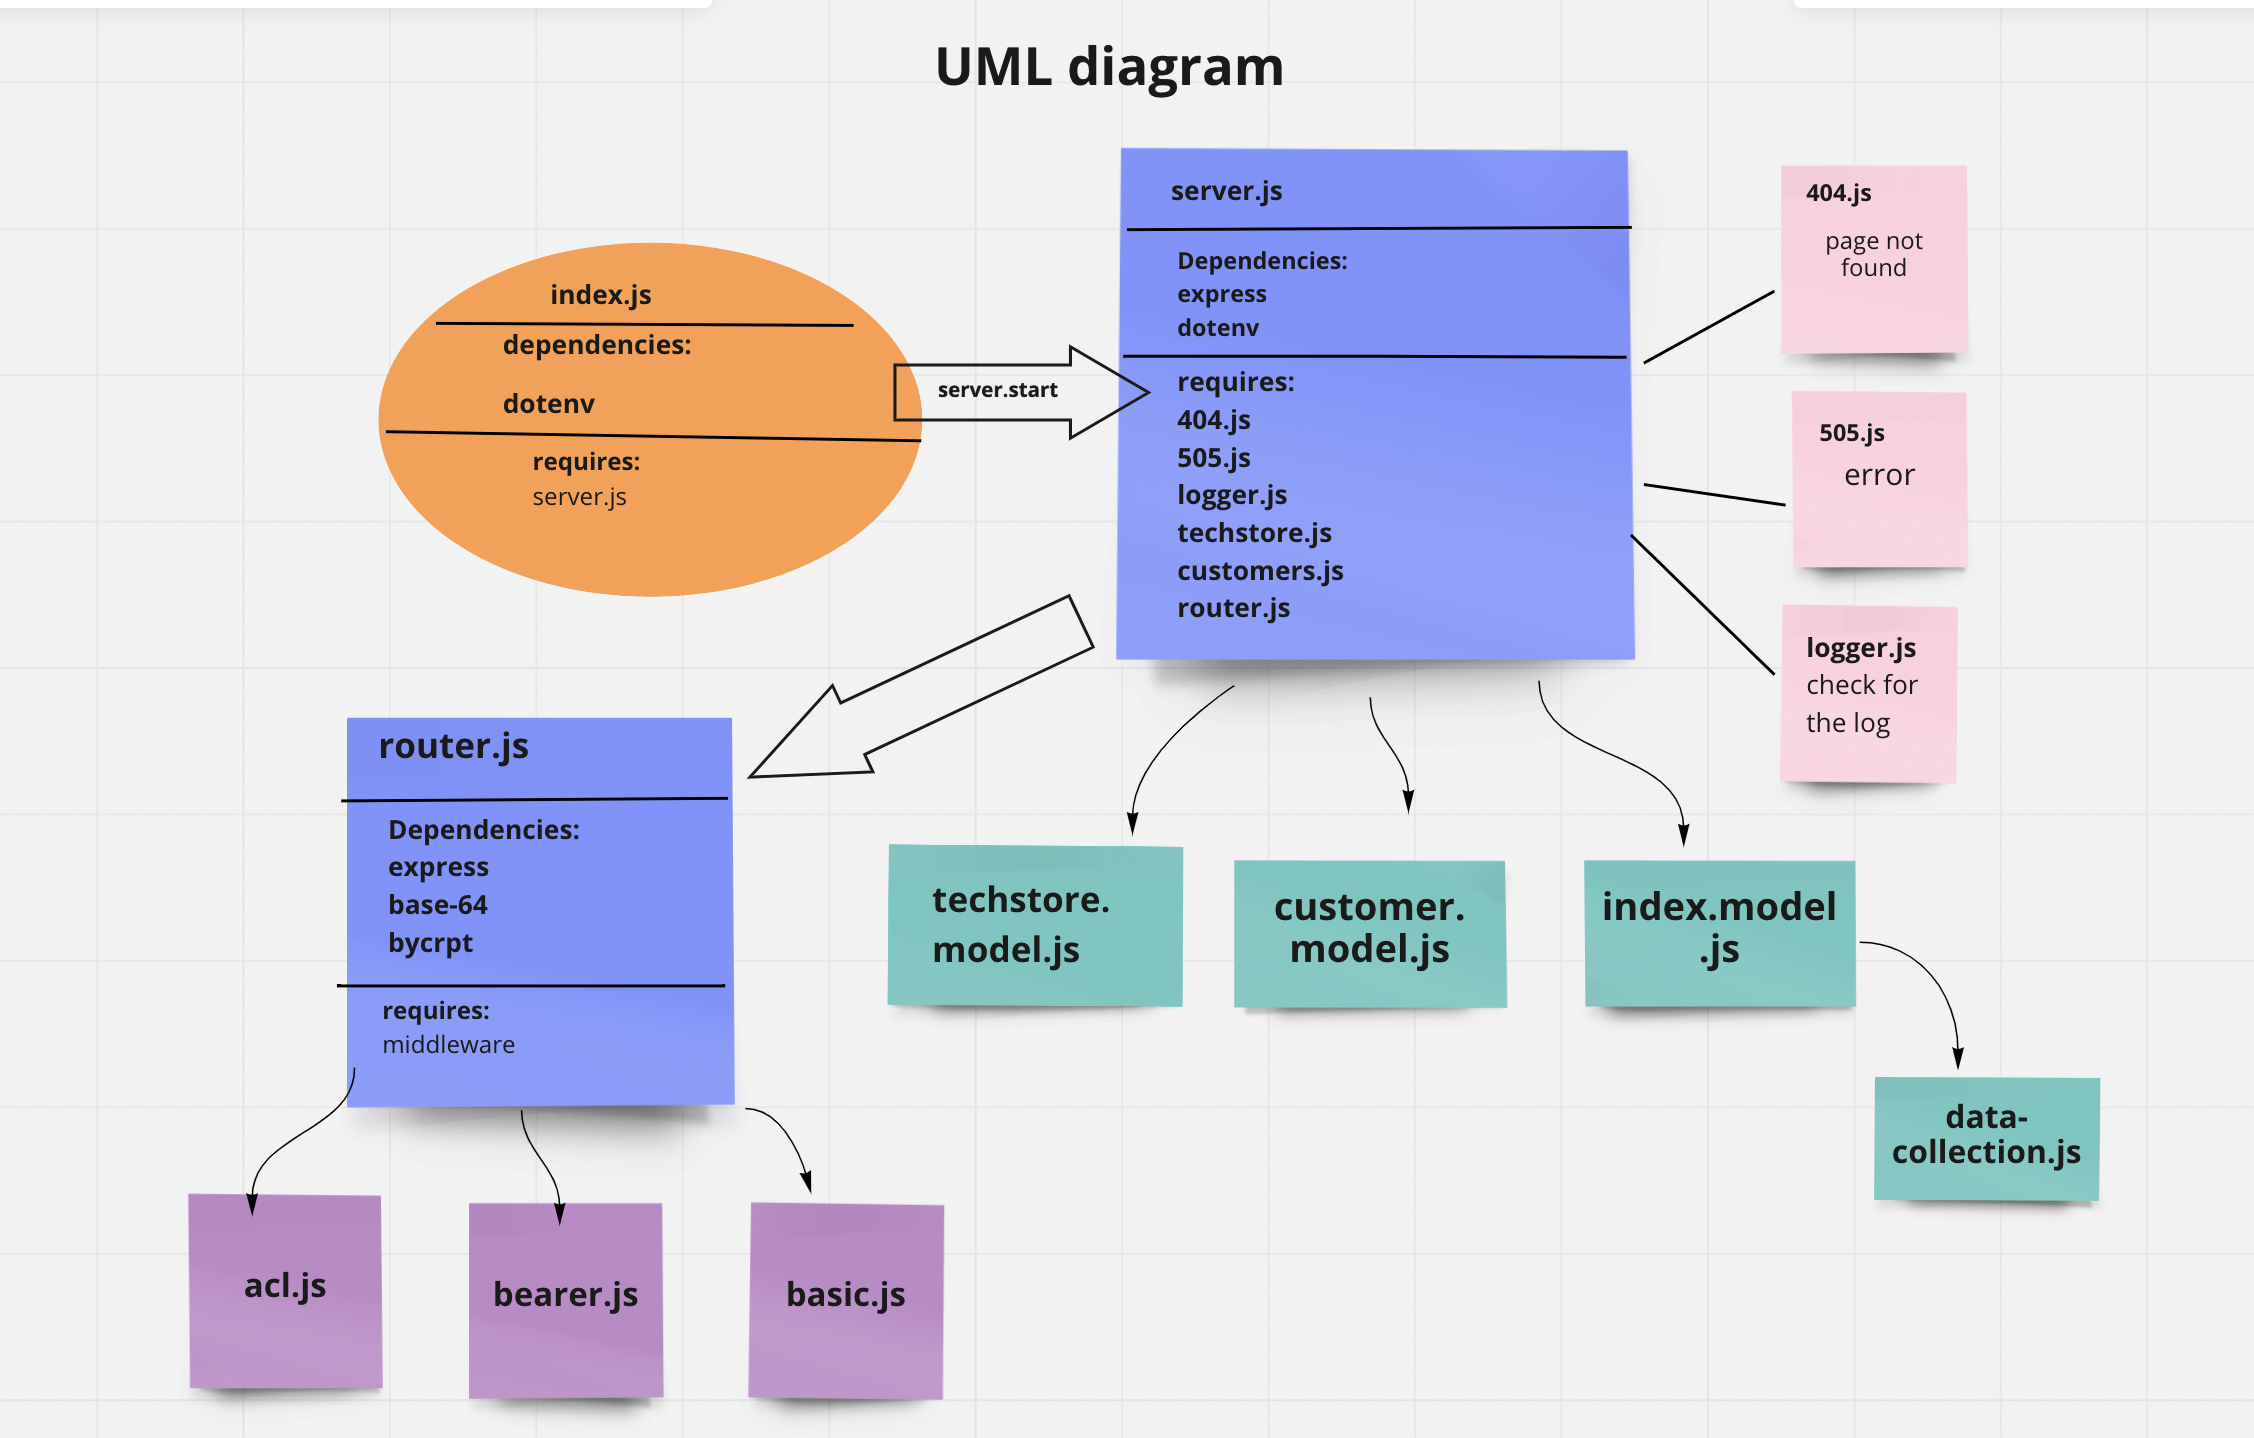 UML diagram
index.js
dependencies:
dotenv
requires:
server.js
server.start
server.js
Dependencies:
express
dotenv
requires:
404.js
505.js
logger.js
techstore.js
customers.js
router.js
404.js
page not
found
505.js
error
logger.js
check for
the log
router.js
Dependencies:
express
base-64
bycrpt
requires:
middleware
techstore.
model.js
customer.
model.js
index.model
.js
data-
collection.js
acl.js
bearer.js
basic.js